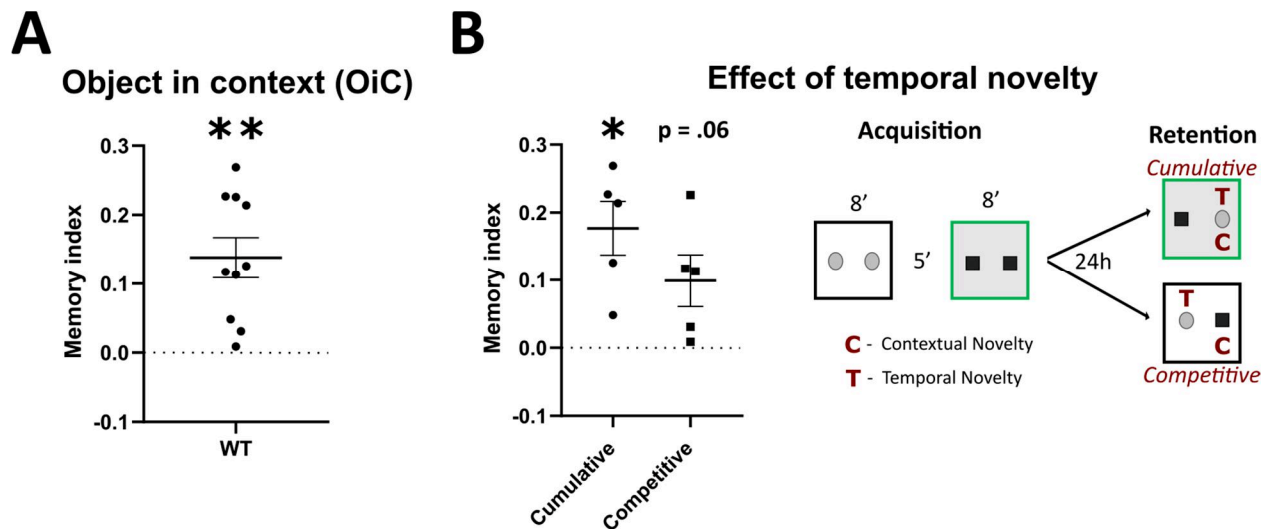 A
Object in context (OiC)
**
Memory index
0.3
0.2
0.1
0.0
-0.1
WT
B
Effect of temporal novelty
*
p = .06
Memory index
0.3
0.2
0.1
0.0
-0.1
Cumulative
Competitive
Acquisition
8’
8’
5’
24h
C - Contextual Novelty
T - Temporal Novelty
Retention
Cumulative
T
C
T
C
Competitive